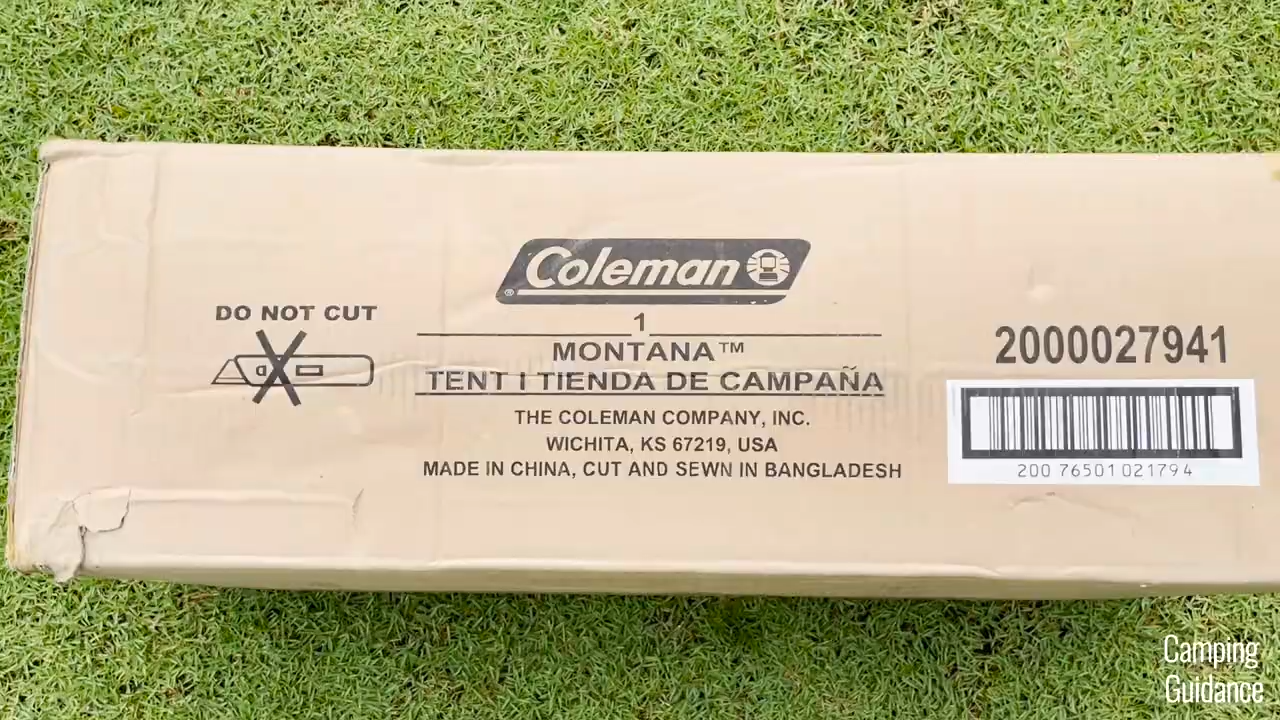 Coleman ®
DO NOT CUT
1
MONTANA™
TENT I TIENDA DE CAMPAÑA
THE COLEMAN COMPANY, INC.
WICHITA, KS 67219, USA
MADE IN CHINA, CUT AND SEWN IN BANGLADESH
2000027941
200 76501 021794
Camping
Guidance